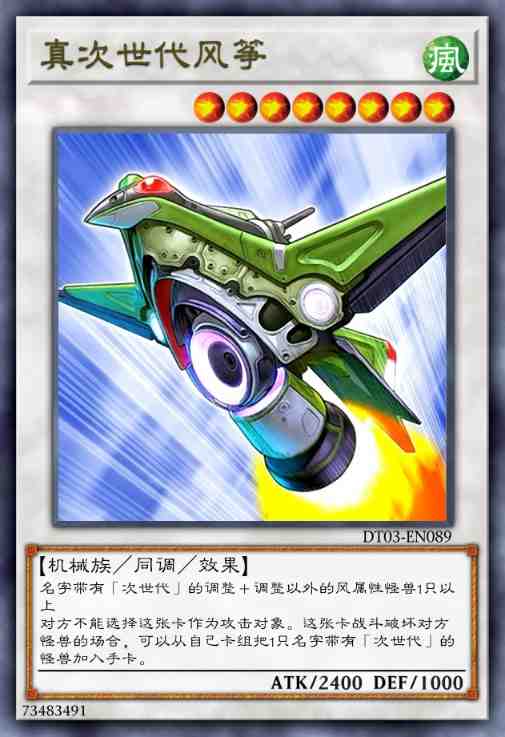 真次世代风筝
風
DT03-EN089
【机械族／同调／效果】
名字带有「次世代」的调整＋调整以外的风属性怪兽1只以
上
对方不能选择这张卡作为攻击对象。这张卡战斗破坏对方
怪兽的场合，可以从自己卡组把1只名字带有「次世代」的
怪兽加入手卡。
ATK/2400 DEF/1000
73483491